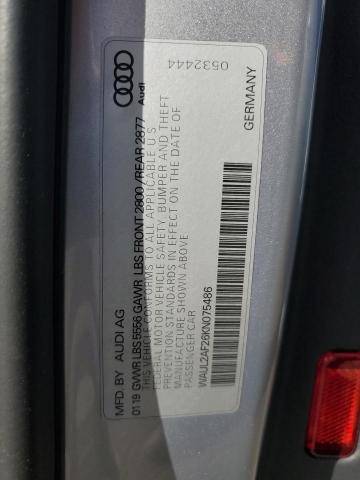 MFD. BY AUDI AG
01 19 GVWR LBS 5556 GAWR LBS FRONT 2800 /REAR 2877
THIS VEHICLE CONFORMS TO ALL APPLICABLE U.S.
FEDERAL MOTOR VEHICLE SAFETY, BUMPER AND THEFT
PREVENTION STANDARDS IN EFFECT ON THE DATE OF
MANUFACTURE SHOWN ABOVE
PASSENGER CAR
WAUL2AF26KN075486
Audi
0532444
GERMANY